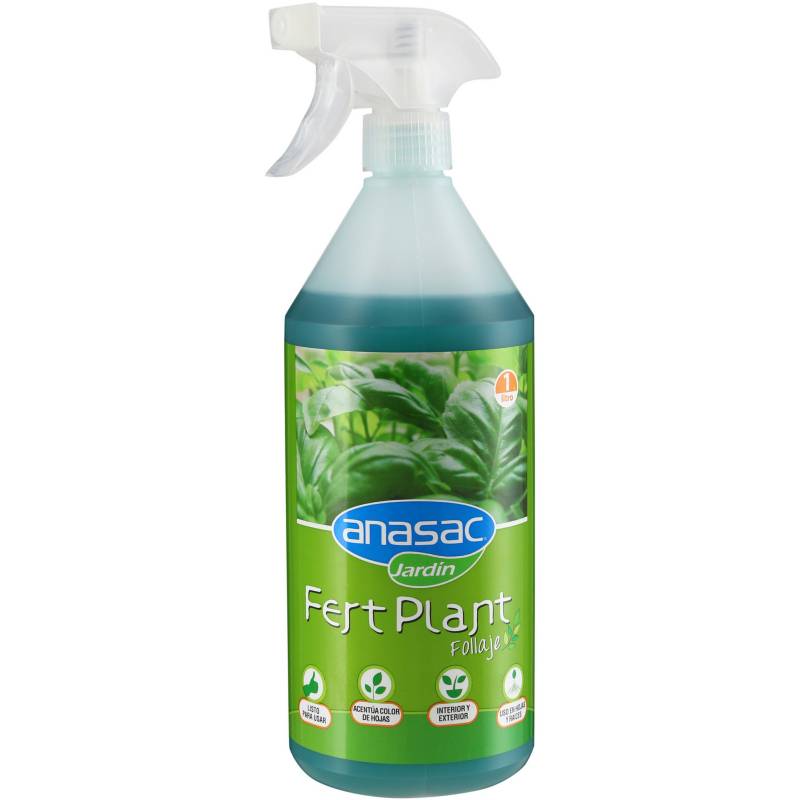 1
litro
anasac
Jardín
Fert Plant
Follaje
LISTO
PARA USAR
ACENTÚA COLOR
DE HOJAS
INTERIOR Y
EXTERIOR
USO EN HOJAS
Y RAICES